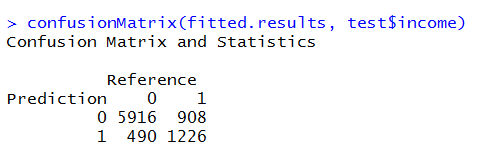 > confusionMatrix(fitted.results, test$income)
Confusion Matrix and Statistics
Reference
Prediction 0 1
0 5916 908
1 490 1226